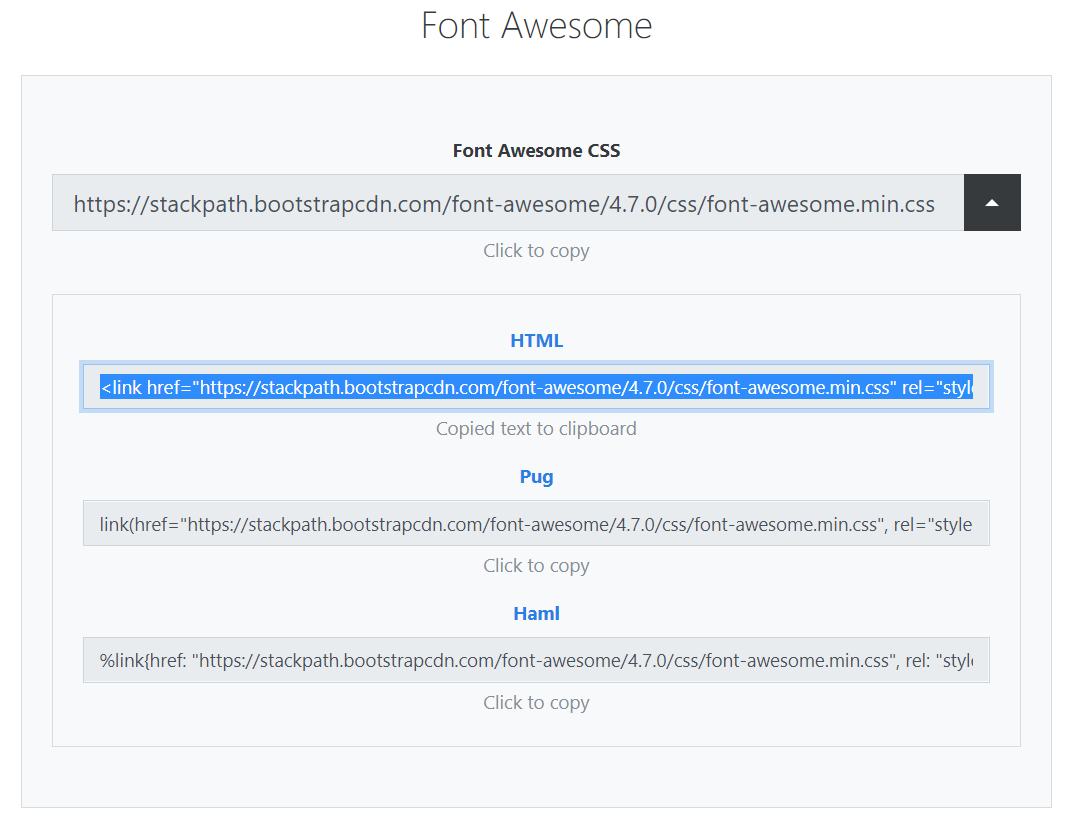 Font Awesome
Font Awesome CSS
https://stackpath.bootstrapcdn.com/font-awesome/4.7.0/css/font-awesome.min.css
Click to copy
HTML
<link href="https://stackpath.bootstrapcdn.com/font-awesome/4.7.0/css/font-awesome.min.css" rel="style
Copied text to clipboard
Pug
link(href="https://stackpath.bootstrapcdn.com/font-awesome/4.7.0/css/font-awesome.min.css", rel="style
Click to copy
Haml
%link{href: "https://stackpath.bootstrapcdn.com/font-awesome/4.7.0/css/font-awesome.min.css", rel: "style
Click to copy